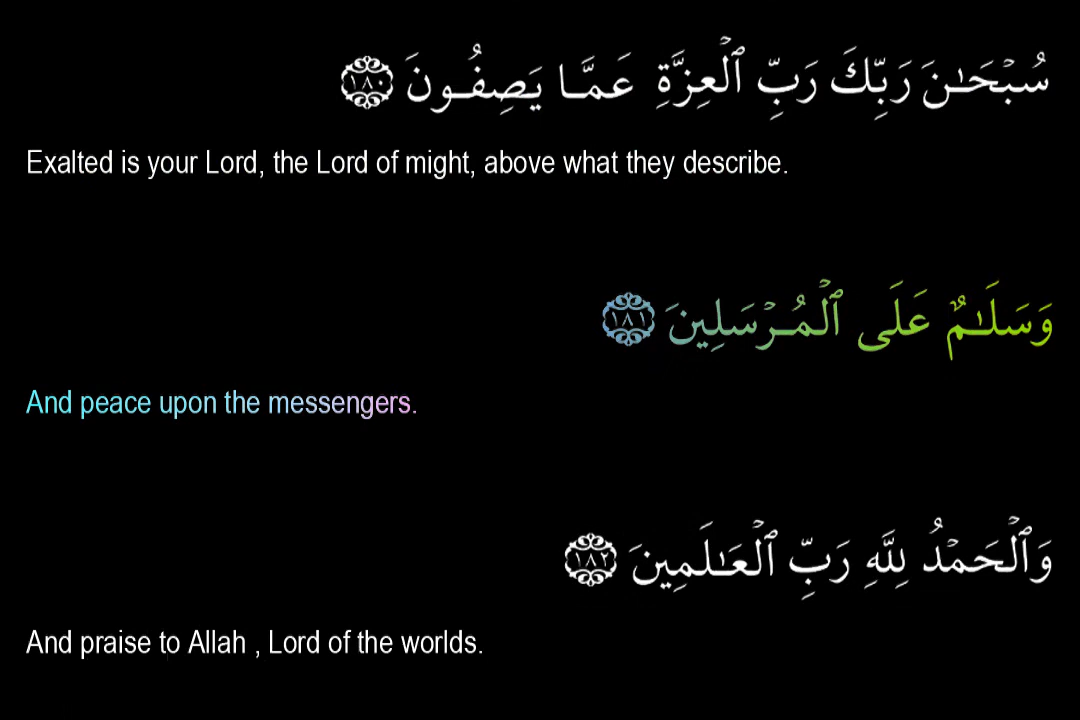 سُبْحَـٰنَ رَبِّكَ رَبِّ ٱلْعِزَّةِ عَمَّا يَصِفُونَ ١٨٠
Exalted is your Lord, the Lord of might, above what they describe.
وَسَلَـٰمٌ عَلَى ٱلْمُرْسَلِينَ ١٨١
And peace upon the messengers.
وَٱلْحَمْدُ لِلَّهِ رَبِّ ٱلْعَـٰلَمِينَ ١٨٢
And praise to Allah , Lord of the worlds.